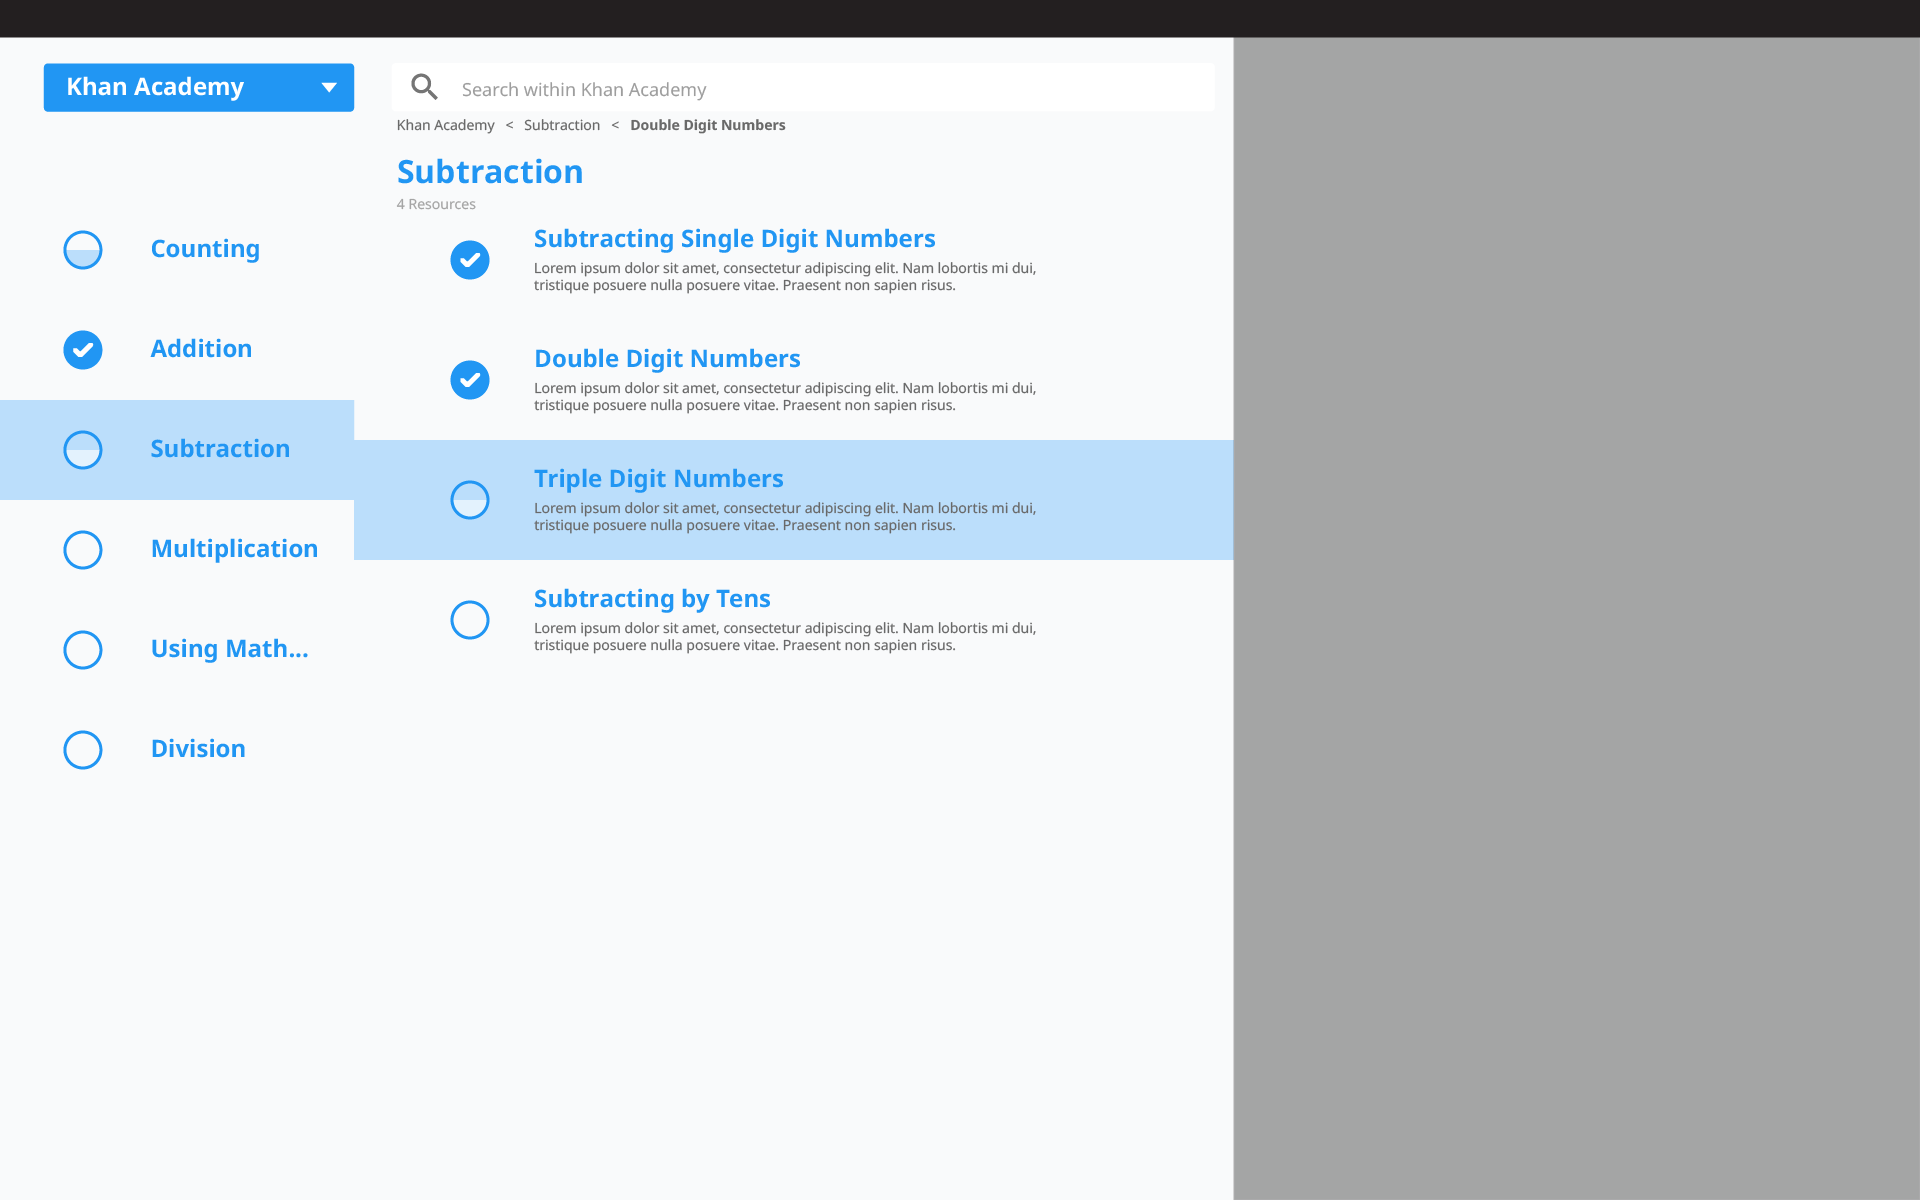 Khan Academy
Search within Khan Academy
Khan Academy < Subtraction < Double Digit Numbers
Subtraction
4 Resources
Counting
Addition
Subtraction
Multiplication
Using Math...
Division
Subtracting Single Digit Numbers
Lorem ipsum dolor sit amet, consectetur adipiscing elit. Nam lobortis mi dui,
tristique posuere nulla posuere vitae. Praesent non sapien risus.
Double Digit Numbers
Lorem ipsum dolor sit amet, consectetur adipiscing elit. Nam lobortis mi dui,
tristique posuere nulla posuere vitae. Praesent non sapien risus.
Triple Digit Numbers
Lorem ipsum dolor sit amet, consectetur adipiscing elit. Nam lobortis mi dui,
tristique posuere nulla posuere vitae. Praesent non sapien risus.
Subtracting by Tens
Lorem ipsum dolor sit amet, consectetur adipiscing elit. Nam lobortis mi dui,
tristique posuere nulla posuere vitae. Praesent non sapien risus.